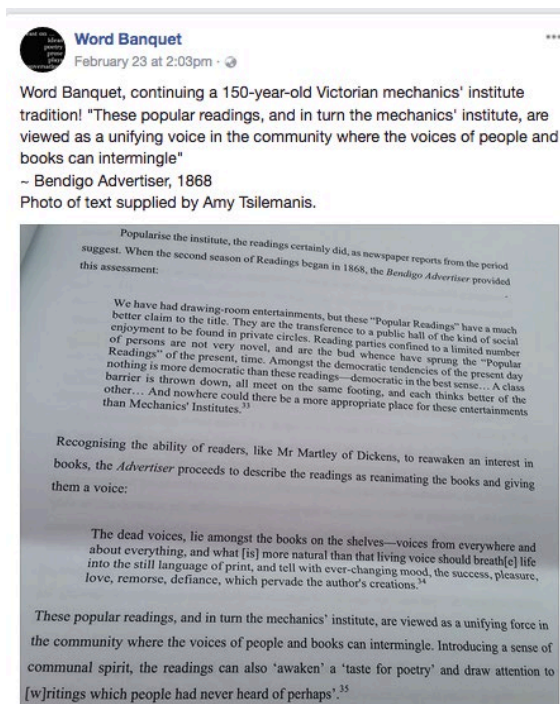 Word Banquet
February 23 at 2:03pm ·
Word Banquet, continuing a 150-year-old Victorian mechanics' institute
tradition! "These popular readings, and in turn the mechanics' institute, are
viewed as a unifying voice in the community where the voices of people and
books can intermingle"
~ Bendigo Advertiser, 1868
Photo of text supplied by Amy Tsilemanis.
Popularise the institute, the readings certainly did, as newspaper reports from the period
suggest. When the second season of Readings began in 1868, the Bendigo Advertiser provided
this assessment:
We have had drawing-room entertainments, but these "Popular Readings" have a much
better claim to the title. They are the transference to a public hall of the kind of social
enjoyment to be found in private circles. Reading parties confined to a limited number
of persons are not very novel, and are the bud whence have sprung the "Popular
Readings" of the present, time. Amongst the democratic tendencies of the present day
nothing is more democratic than these readings—democratic in the best sense... A class
barrier is thrown down, all meet on the same footing, and each thinks better of the
other... And nowhere could there be a more appropriate place for these entertainments
than Mechanics' Institutes.33
Recognising the ability of readers, like Mr Martley of Dickens, to reawaken an interest in
books, the Advertiser proceeds to describe the readings as reanimating the books and giving
them a voice:
The dead voices, lie amongst the books on the shelves—voices from everywhere and
about everything, and what [is] more natural than that living voice should breath[e] life
into the still language of print, and tell with ever-changing mood, the success, pleasure,
love, remorse, defiance, which pervade the author's creations.34
These popular readings, and in turn the mechanics' institute, are viewed as a unifying force in
the community where the voices of people and books can intermingle. Introducing a sense of
communal spirit, the readings can also 'awaken' a 'taste for poetry' and draw attention to
[w]ritings which people had never heard of perhaps'.35